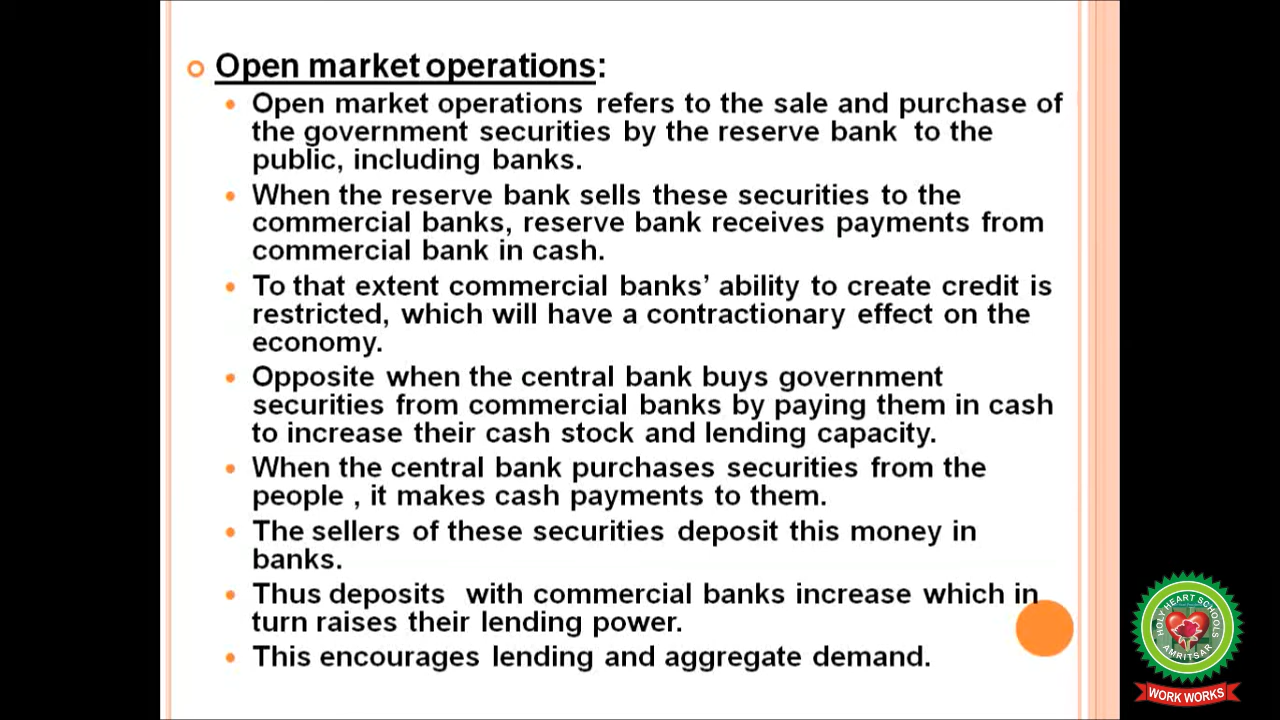 Open market operations:
Open market operations refers to the sale and purchase of
the government securities by the reserve bank to the
public, including banks.
When the reserve bank sells these securities to the
commercial banks, reserve bank receives payments from
commercial bank in cash.
To that extent commercial banks’ ability to create credit is
restricted, which will have a contractionary effect on the
economy.
Opposite when the central bank buys government
securities from commercial banks by paying them in cash
to increase their cash stock and lending capacity.
When the central bank purchases securities from the
people , it makes cash payments to them.
The sellers of these securities deposit this money in
banks.
Thus deposits with commercial banks increase which in
turn raises their lending power.
This encourages lending and aggregate demand.
HOLY HEART SCHOOLS
AMRITSAR
WORK WORKS